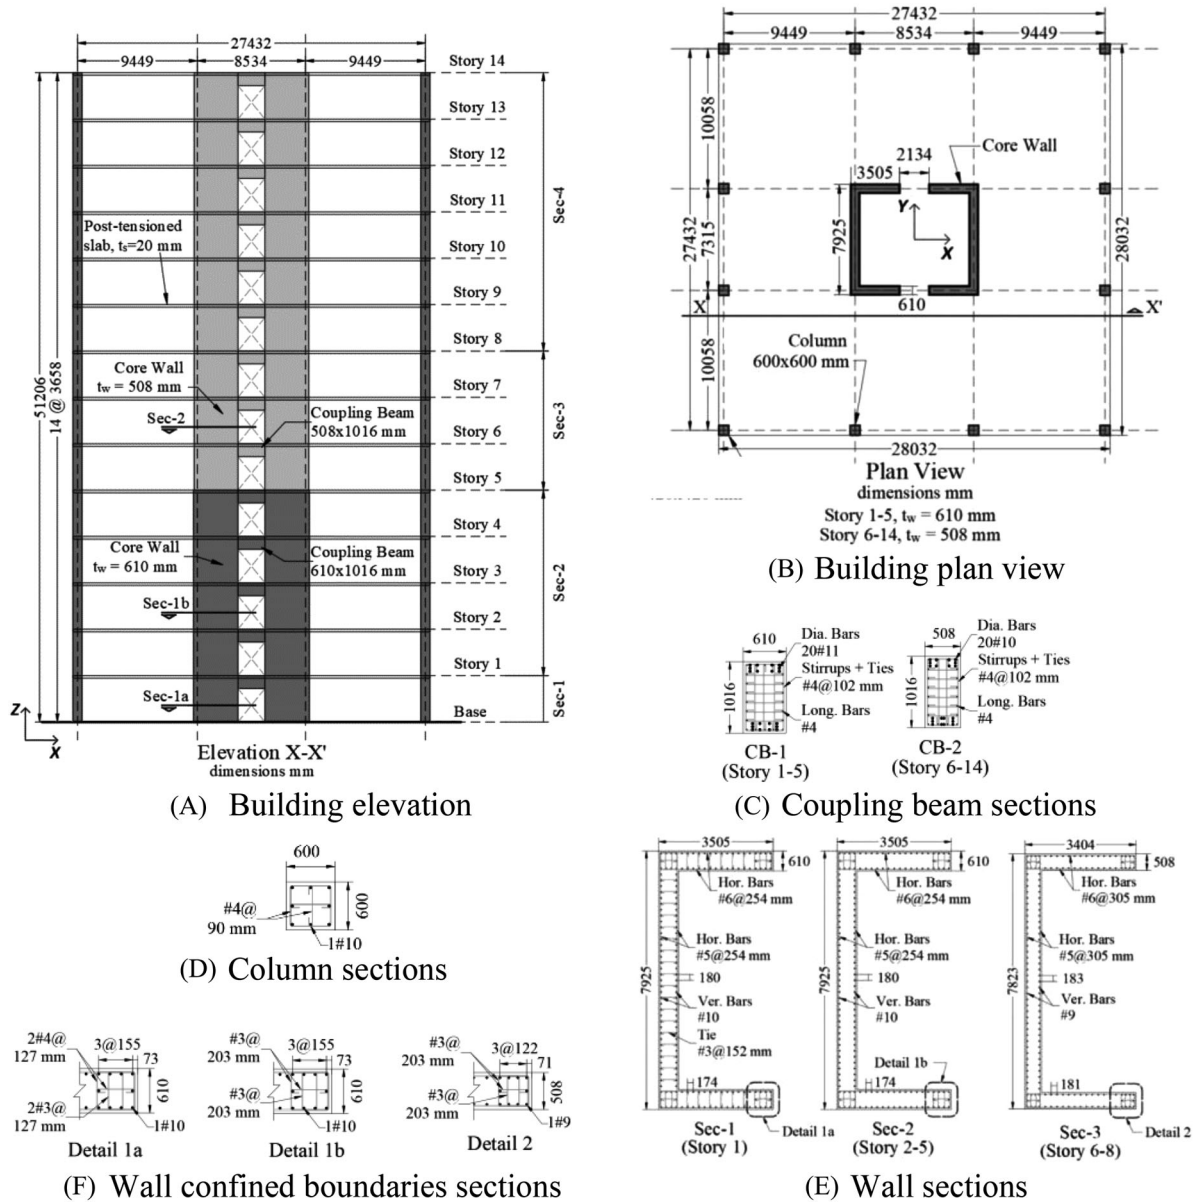 27432
9449
8534
9449
Story 14
Story 13
Story 12
Story 11
Story 10
Story 9
Story 8
Story 7
Story 6
Story 5
Story 4
Story 3
Story 2
Story 1
Base
Sec-4
Sec-3
Sec-2
Sec-1
51206
14 @ 3658
Post-tensioned
slab, ts=20 mm
Core Wall
tw = 508 mm
Sec-2
Coupling Beam
508x1016 mm
Core Wall
tw = 610 mm
Coupling Beam
610x1016 mm
Sec-1b
Sec-1a
Z
X
Elevation X-X'
dimensions mm
(A) Building elevation
27432
9449
8534
9449
10058
27432
7315
10058
28032
2134
3505
Core Wall
7925
Y
X
610
X
X'
Column
600x600 mm
28032
Plan View
dimensions mm
Story 1-5, tw = 610 mm
Story 6-14, tw = 508 mm
(B) Building plan view
610
1016
Dia. Bars
20#11
Stirrups + Ties
#4@102 mm
Long. Bars
#4
CB-1
(Story 1-5)
508
1016
Dia. Bars
20#10
Stirrups + Ties
#4@102 mm
Long. Bars
#4
CB-2
(Story 6-14)
(C) Coupling beam sections
600
600
#4@
90 mm
1#10
(D) Column sections
3505
610
7925
Hor. Bars
#6@254 mm
Hor. Bars
#5@254 mm
180
Ver. Bars
#10
Tie
#3@152 mm
174
Sec-1
(Story 1)
Detail 1a
3505
610
7925
Hor. Bars
#6@254 mm
Hor. Bars
#5@254 mm
180
Ver. Bars
#10
Detail 1b
174
Sec-2
(Story 2-5)
3404
508
7823
Hor. Bars
#6@305 mm
Hor. Bars
#5@305 mm
183
Ver. Bars
#9
181
Sec-3
(Story 6-8)
Detail 2
(E) Wall sections
2#4@
127 mm
3@155
73
610
2#3@
127 mm
1#10
Detail 1a
#3@
203 mm
3@155
73
610
#3@
203 mm
1#10
Detail 1b
#3@
203 mm
3@122
71
508
#3@
203 mm
1#9
Detail 2
(F) Wall confined boundaries sections